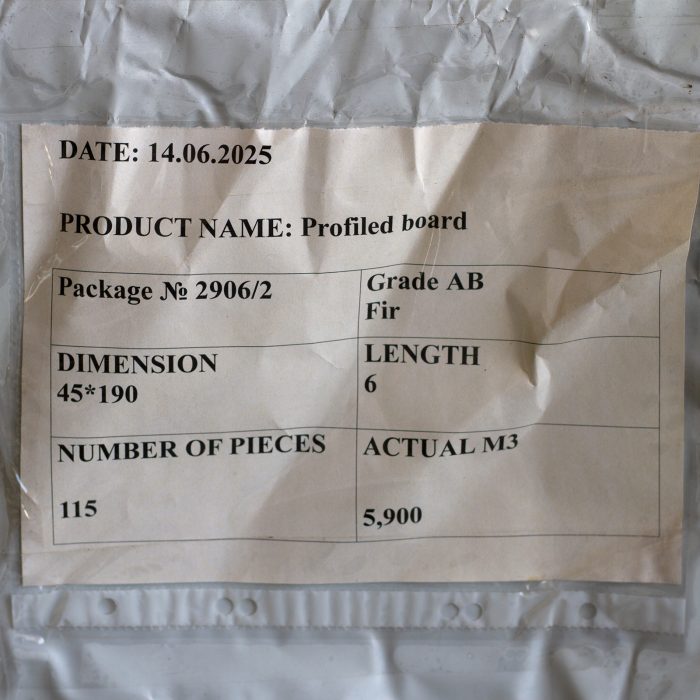 DATE: 14.06.2025
PRODUCT NAME: Profiled board
Package № 2906/2
Grade AB
Fir
DIMENSION
45*190
LENGTH
6
NUMBER OF PIECES
115
ACTUAL M3
5,900